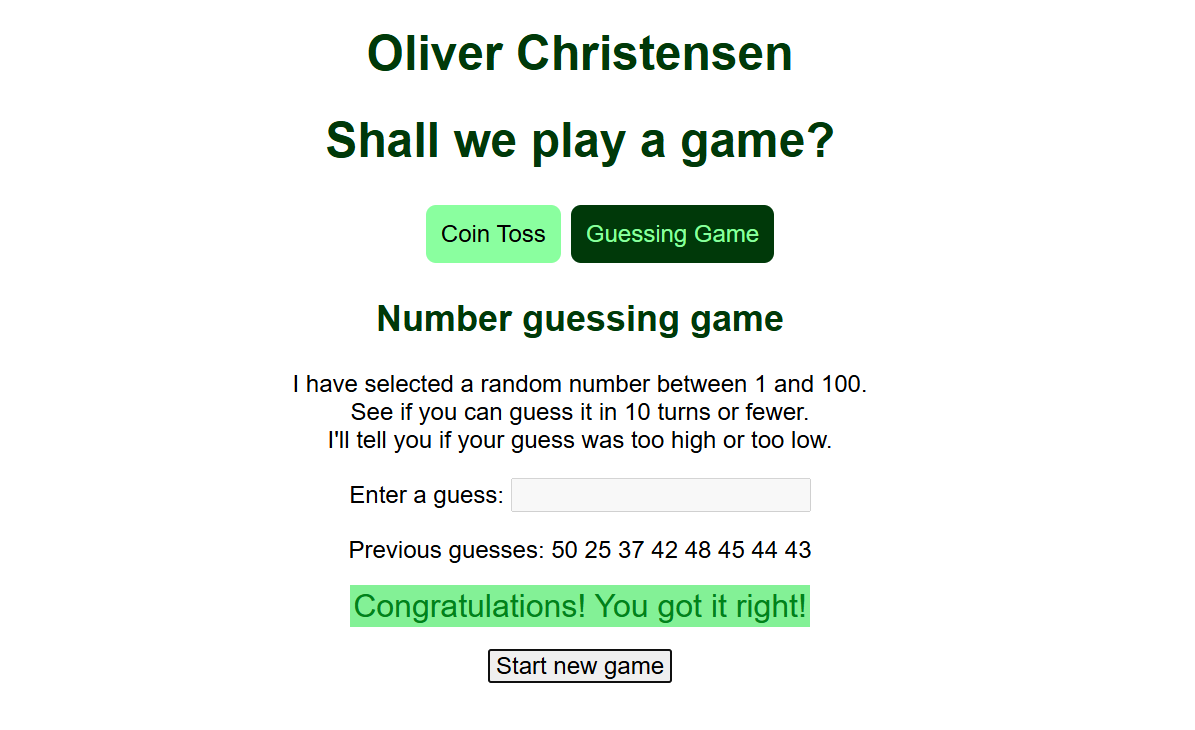 Oliver Christensen
Shall we play a game?
Coin Toss Guessing Game
Number guessing game
I have selected a random number between 1 and 100.
See if you can guess it in 10 turns or fewer.
I'll tell you if your guess was too high or too low.
Enter a guess:
Previous guesses: 50 25 37 42 48 45 44 43
Congratulations! You got it right!
Start new game